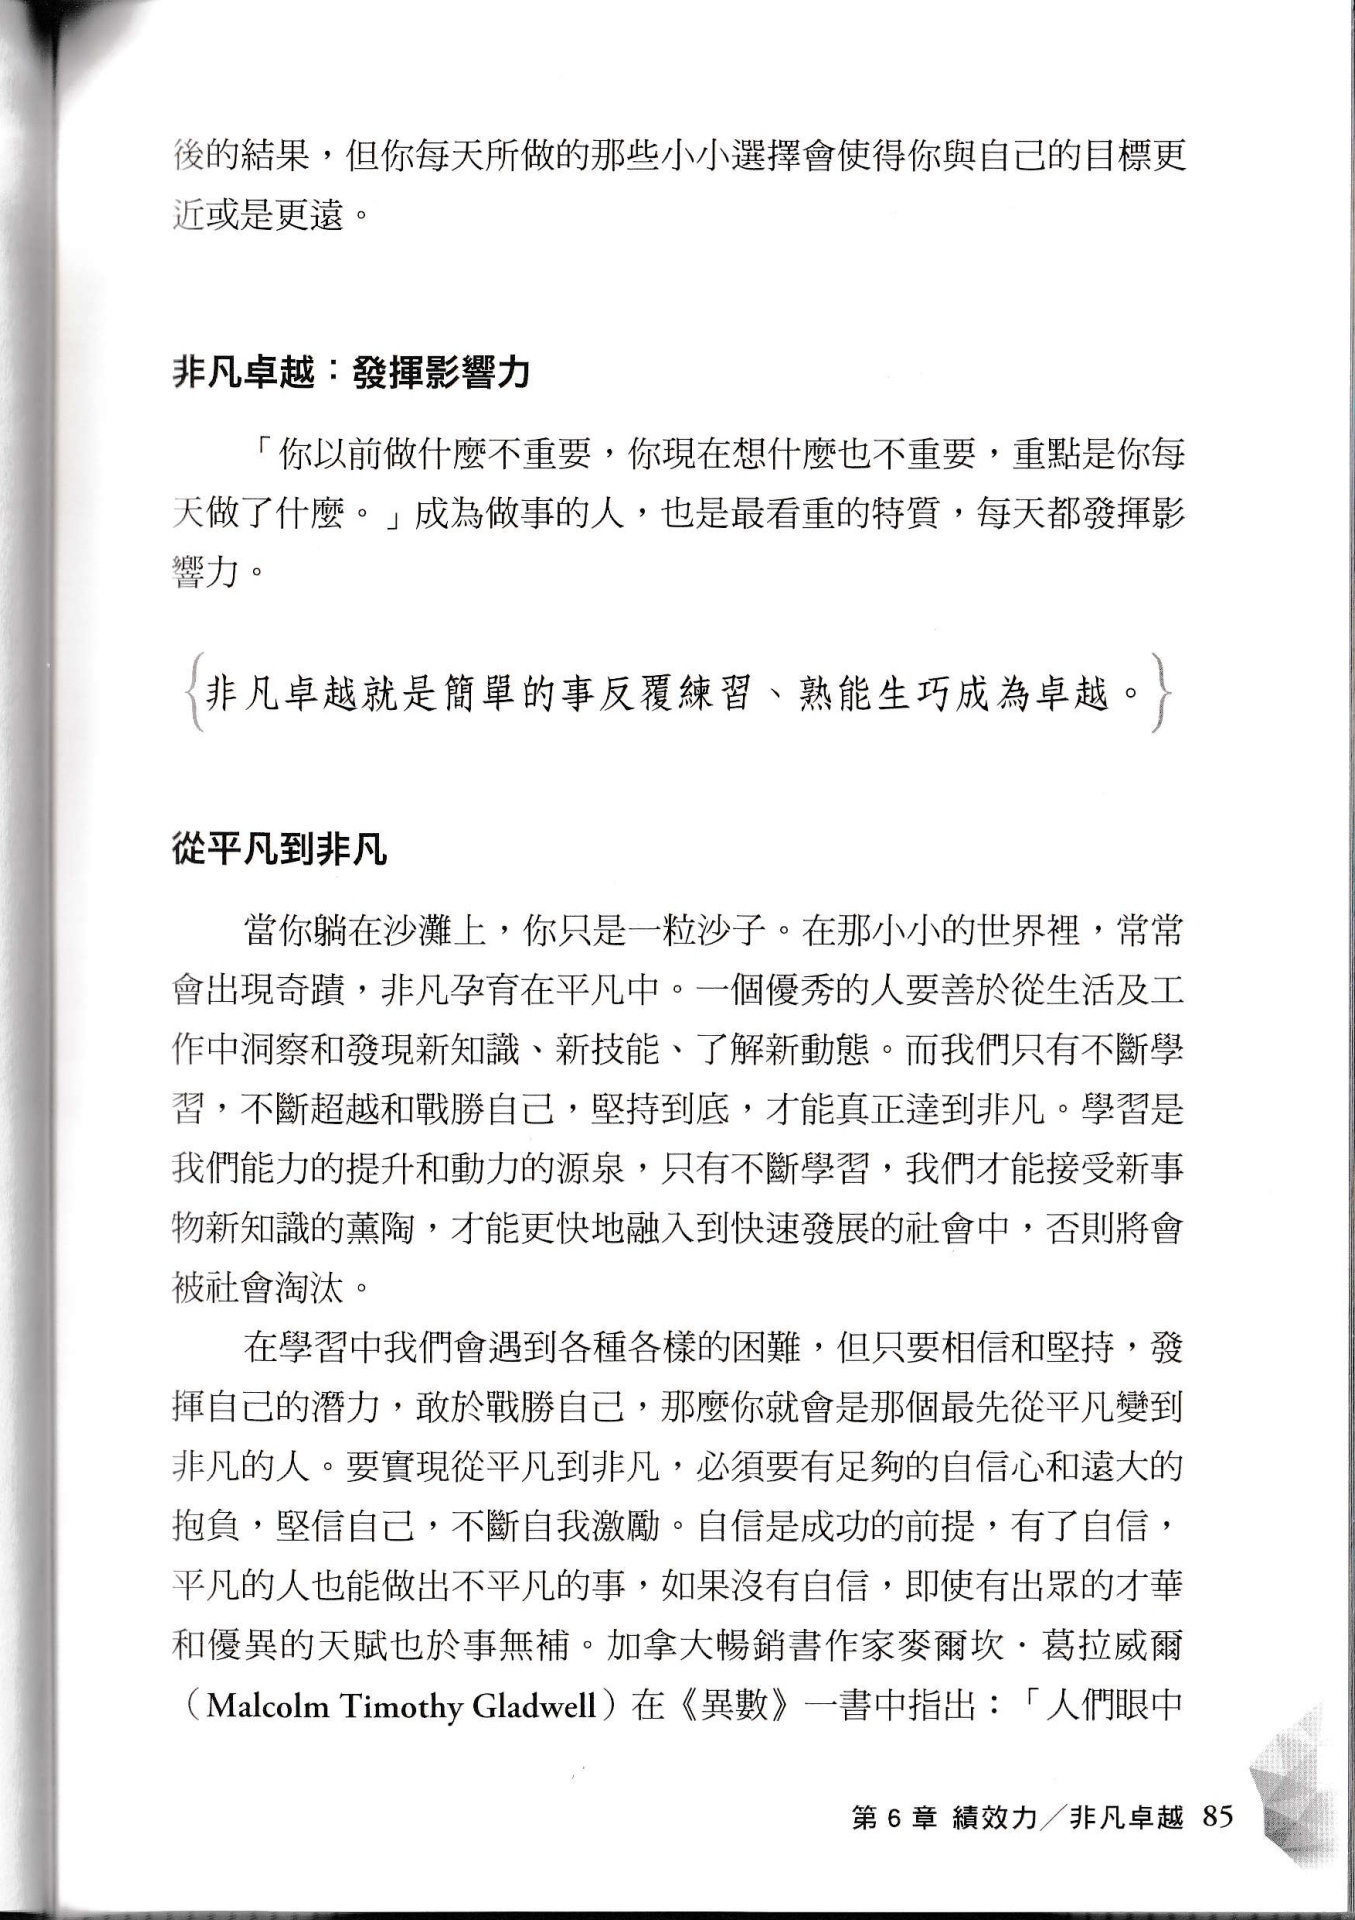 後的結果，但你每天所做的那些小小選擇會使得你與自己的目標更
近或是更遠。
非凡卓越：發揮影響力
「你以前做什麼不重要，你現在想什麼也不重要，重點是你每
天做了什麼。」成為做事的人，也是最看重的特質，每天都發揮影
響力。
{非凡卓越就是簡單的事反覆練習、熟能生巧成為卓越。}
從平凡到非凡
當你躺在沙灘上，你只是一粒沙子。在那小小的世界裡，常常
會出現奇蹟，非凡孕育在平凡中。一個優秀的人要善於從生活及工
作中洞察和發現新知識、新技能、了解新動態。而我們只有不斷學
習，不斷超越和戰勝自己，堅持到底，才能真正達到非凡。學習是
我們能力的提升和動力的源泉，只有不斷學習，我們才能接受新事
物新知識的薰陶，才能更快地融入到快速發展的社會中，否則將會
被社會淘汰。
在學習中我們會遇到各種各樣的困難，但只要相信和堅持，發
揮自己的潛力，敢於戰勝自己，那麼你就會是那個最先從平凡變到
非凡的人。要實現從平凡到非凡，必須要有足夠的自信心和遠大的
抱負，堅信自己，不斷自我激勵。自信是成功的前提，有了自信，
平凡的人也能做出不平凡的事，如果沒有自信，即使有出眾的才華
和優異的天賦也於事無補。加拿大暢銷書作家麥爾坎．葛拉威爾
（Malcolm Timothy Gladwell）在《異數》一書中指出：「人們眼中
第 6 章 績效力／非凡卓越 85